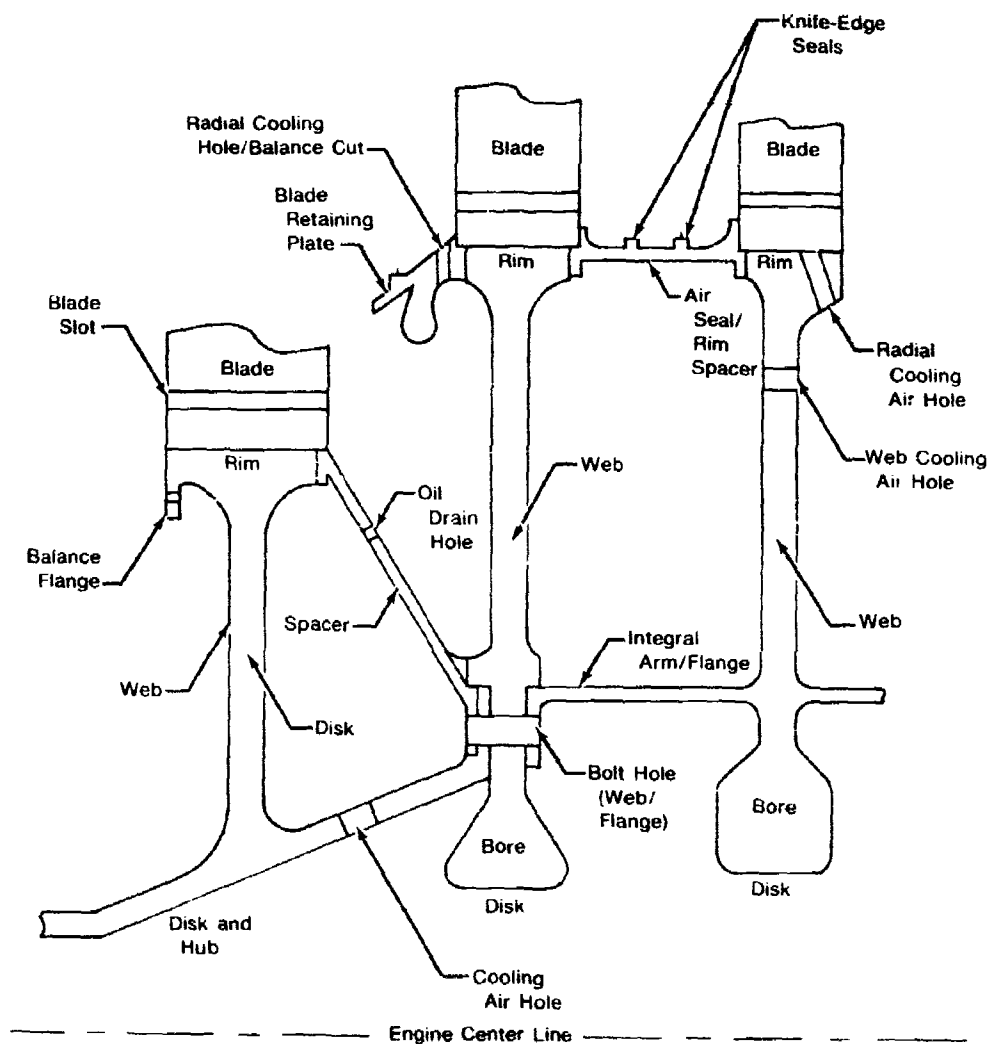 Knife-Edge
Seals
Radial Cooling
Hole/Balance Cut
Blade
Retaining
Plate
Blade
Slot
Blade
Blade
Blade
Rim
Rim
Rim
Air
Seal/
Rim
Spacer
Radial
Cooling
Air Hole
Web Cooling
Air Hole
Web
Oil
Drain
Hole
Balance
Flange
Spacer
Web
Integral
Arm/Flange
Web
Disk
Bolt Hole
(Web/
Flange)
Bore
Bore
Disk
Disk
Disk and
Hub
Cooling
Air Hole
Engine Center Line